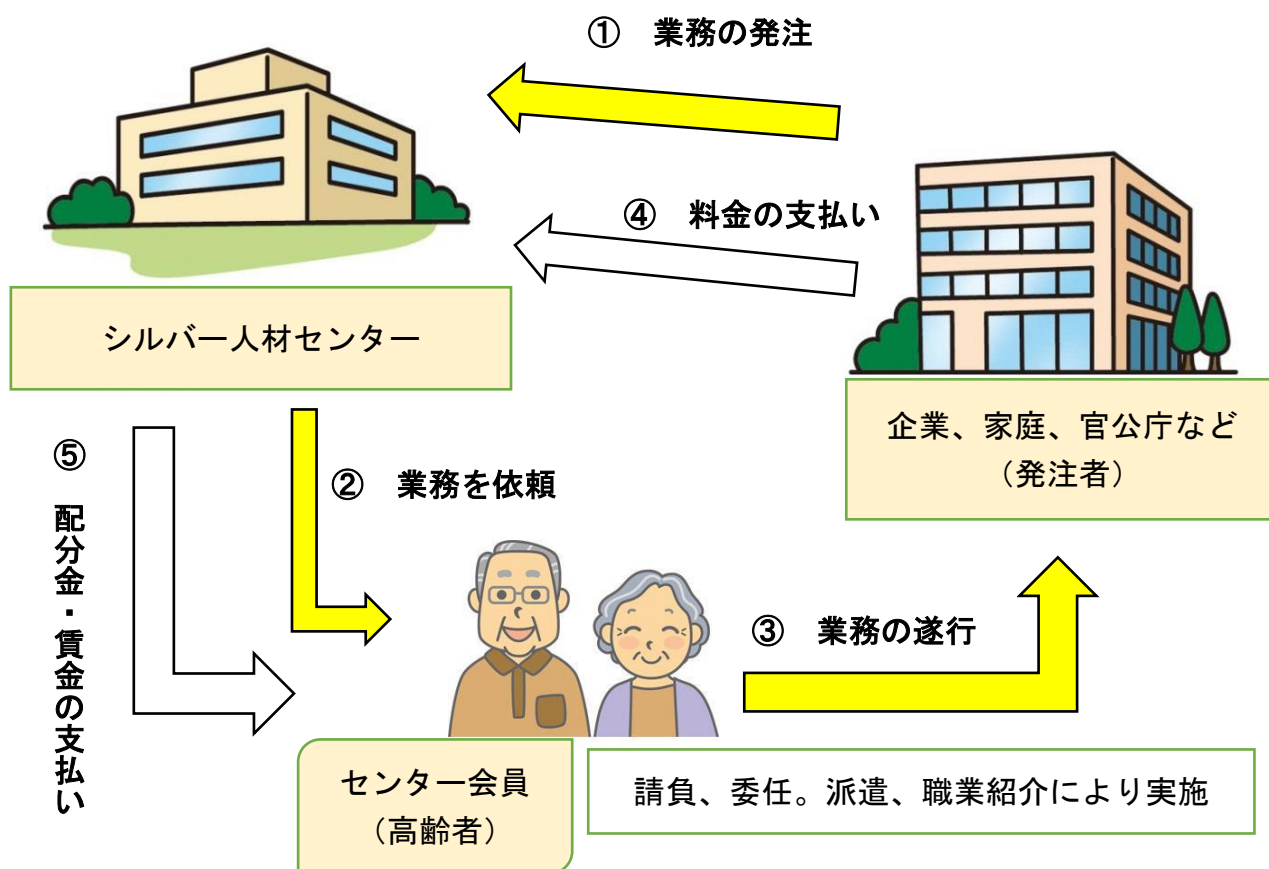 ① 業務の発注
④ 料金の支払い
シルバー人材センター
企業、家庭、官公庁など
（発注者）
⑤ 配分金・賃金の支払い
② 業務を依頼
③ 業務の遂行
センター会員
（高齢者）
請負、委任。派遣、職業紹介により実施